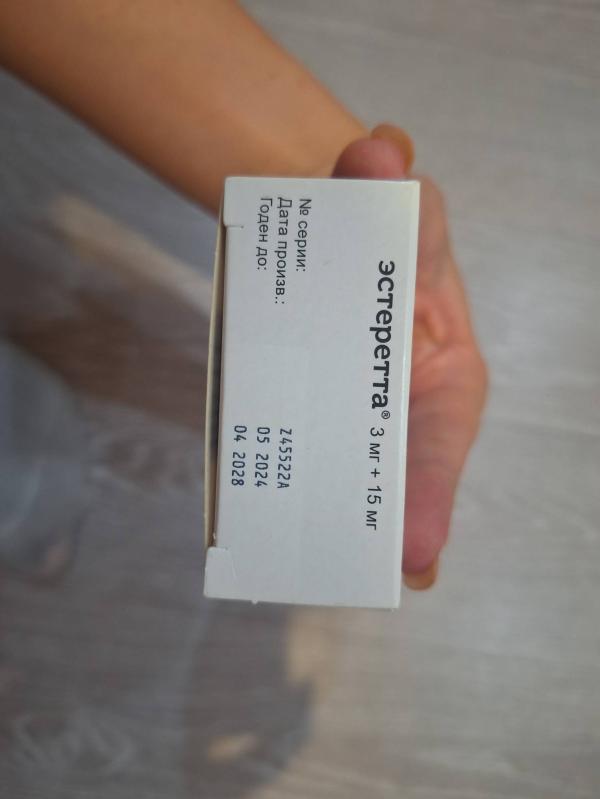 эстеретта® 3 мг + 15 мг
№ серии: Z45522A
Дата произв.: 05 2024
Годен до: 04 2028